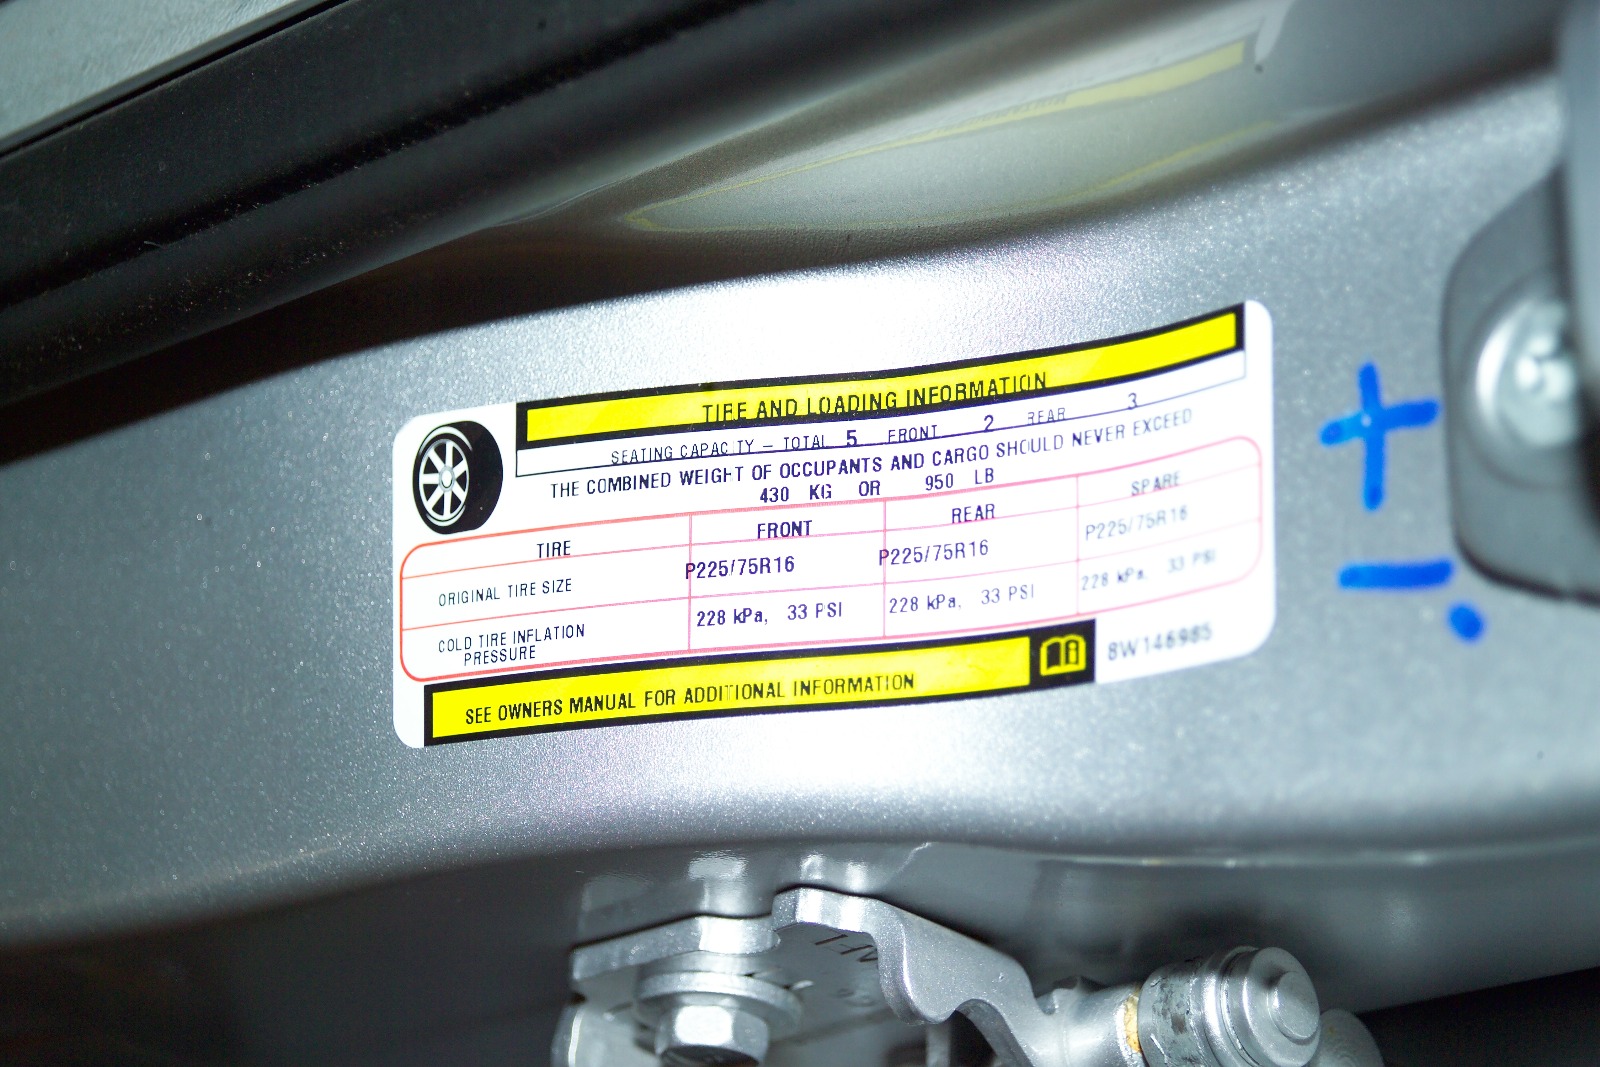 TIRE AND LOADING INFORMATION
SEATING CAPACITY – TOTAL 5 FRONT 2 REAR 3
THE COMBINED WEIGHT OF OCCUPANTS AND CARGO SHOULD NEVER EXCEED
430 KG OR 950 LB
TIRE FRONT REAR SPARE
ORIGINAL TIRE SIZE P225/75R16 P225/75R16 P225/75R16
COLD TIRE INFLATION PRESSURE 228 kPa, 33 PSI 228 kPa, 33 PSI 228 kPa, 33 PSI
SEE OWNERS MANUAL FOR ADDITIONAL INFORMATION
8W146985
+
-.